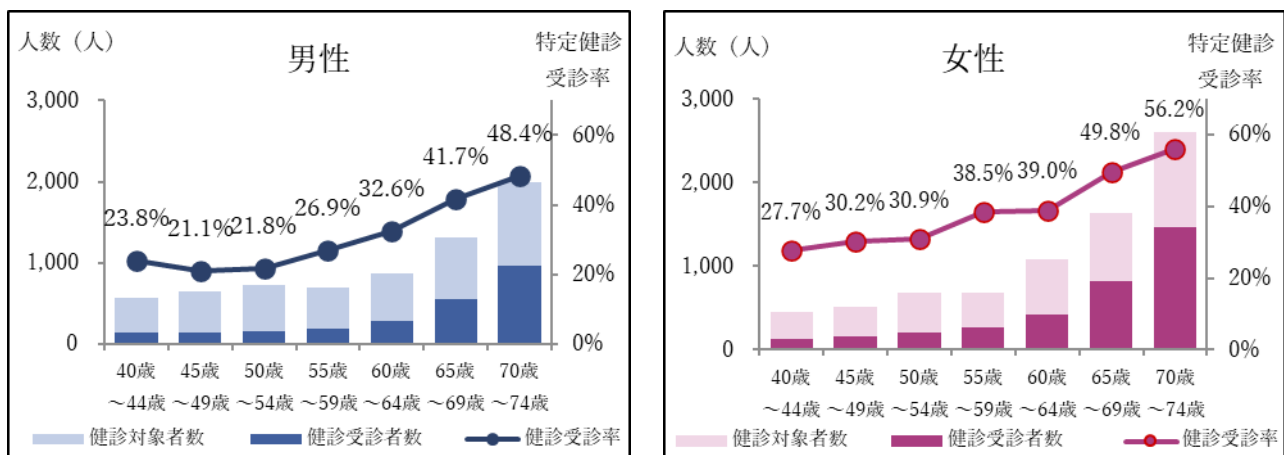 人数（人）
男性
特定健診
受診率
3,000
2,000
1,000
0
60%
40%
20%
0%
23.8%
21.1%
21.8%
26.9%
32.6%
41.7%
48.4%
40歳 45歳 50歳 55歳 60歳 65歳 70歳
～44歳 ～49歳 ～54歳 ～59歳 ～64歳 ～69歳 ～74歳
健診対象者数 健診受診者数 健診受診率
人数（人）
女性
特定健診
受診率
3,000
2,000
1,000
0
60%
40%
20%
0%
27.7%
30.2%
30.9%
38.5%
39.0%
49.8%
56.2%
40歳 45歳 50歳 55歳 60歳 65歳 70歳
～44歳 ～49歳 ～54歳 ～59歳 ～64歳 ～69歳 ～74歳
健診対象者数 健診受診者数 健診受診率